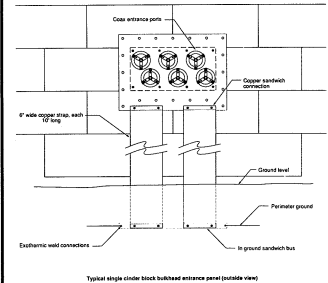 Coax entrance ports
Copper sandwich
connection
6" wide copper strap, each
10' long
Ground level
Perimeter ground
Exothermic weld connections
In ground sandwich bus
Typical single cinder block bulkhead entrance panel (outside view)